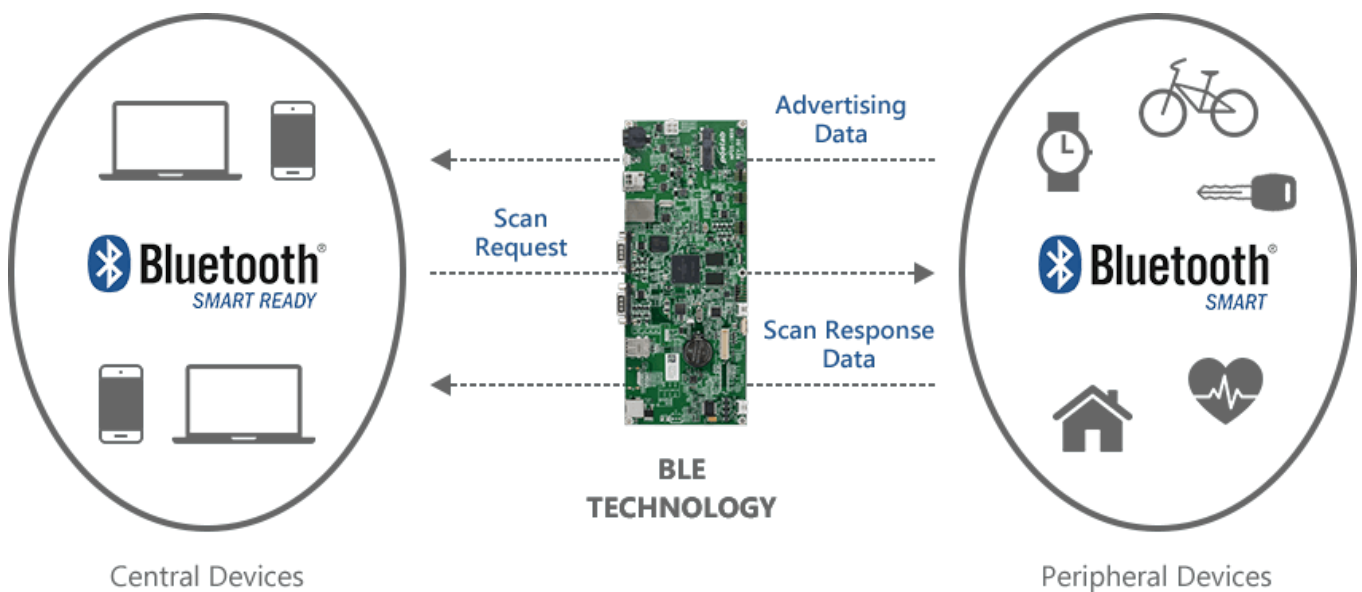 Advertising
Data
Scan
Request
Scan Response
Data
Bluetooth®
SMART READY
Bluetooth®
SMART
BLE
TECHNOLOGY
Central Devices
Peripheral Devices